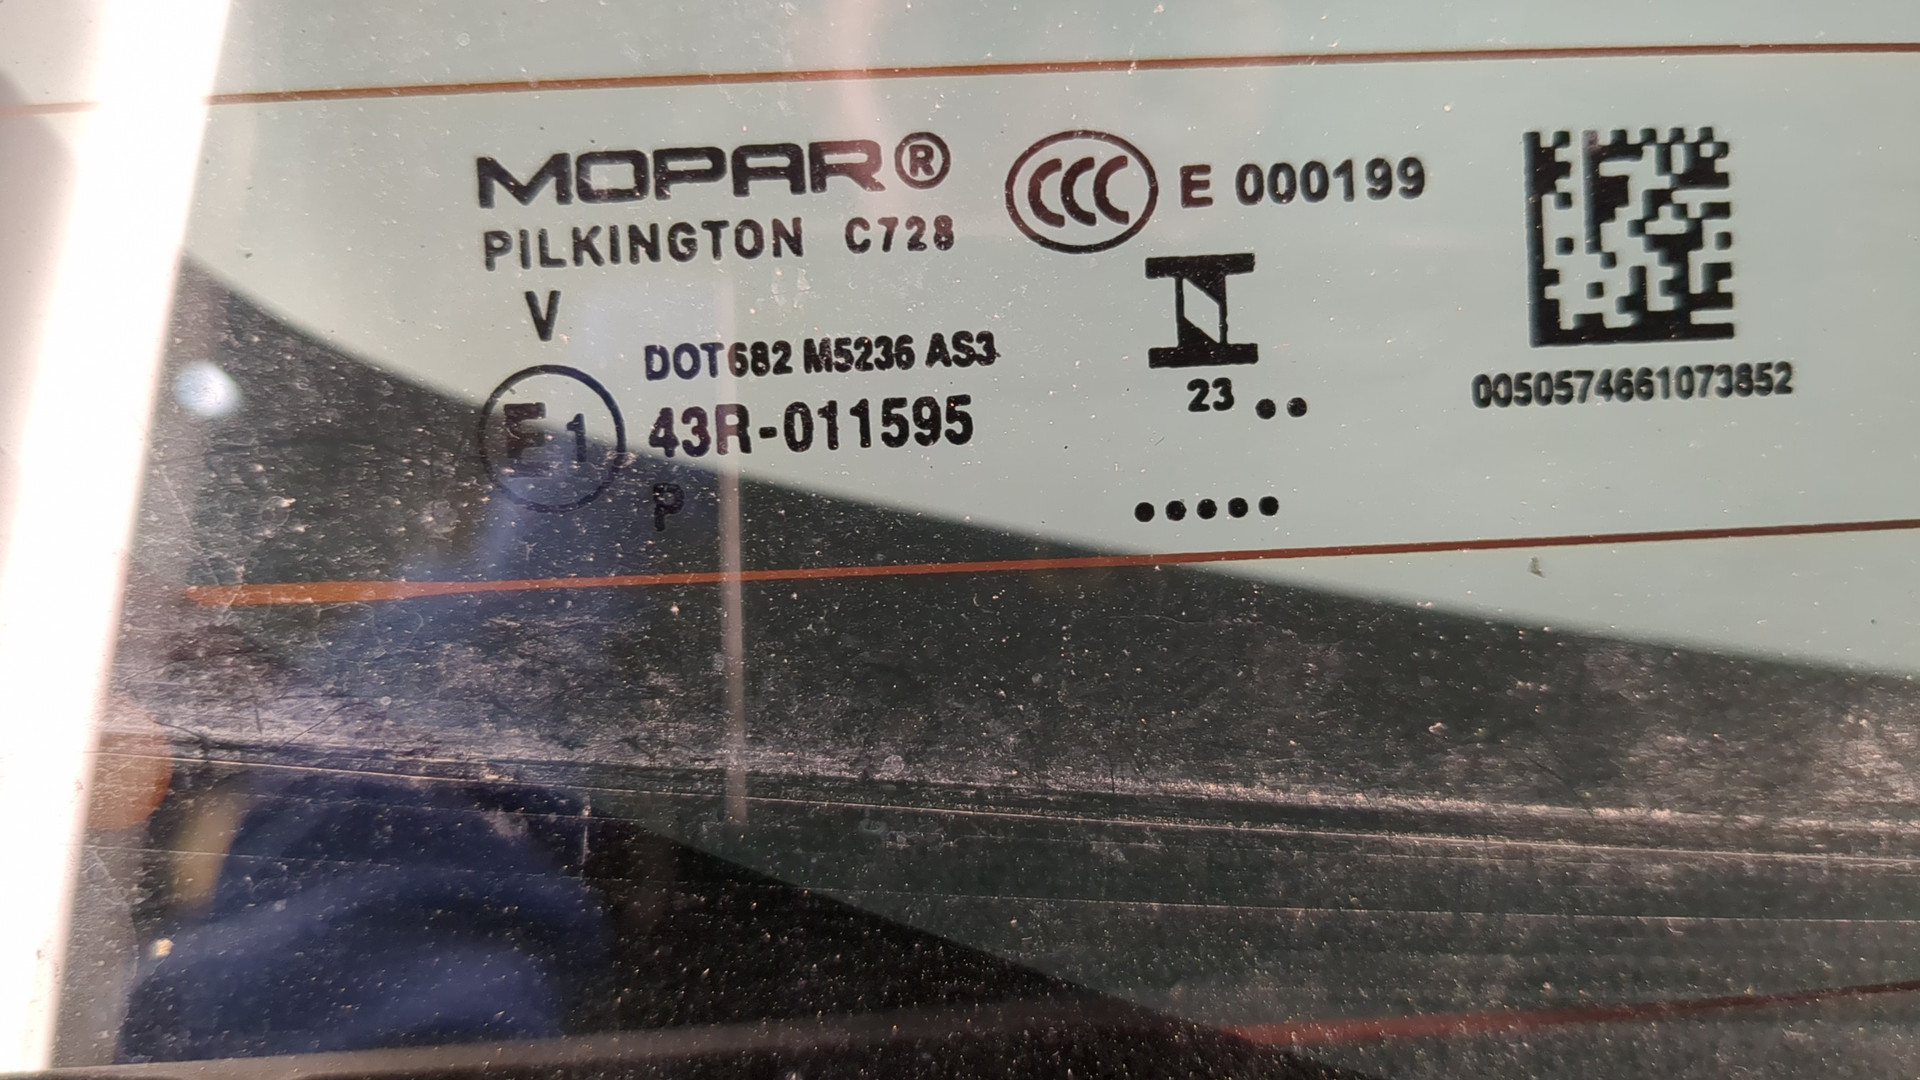 MOPAR®
CCC E 000199
PILKINGTON C728
V
DOT682 M5236 AS3
E1 43R-011595
P
23 ..
.....
0050574661073852